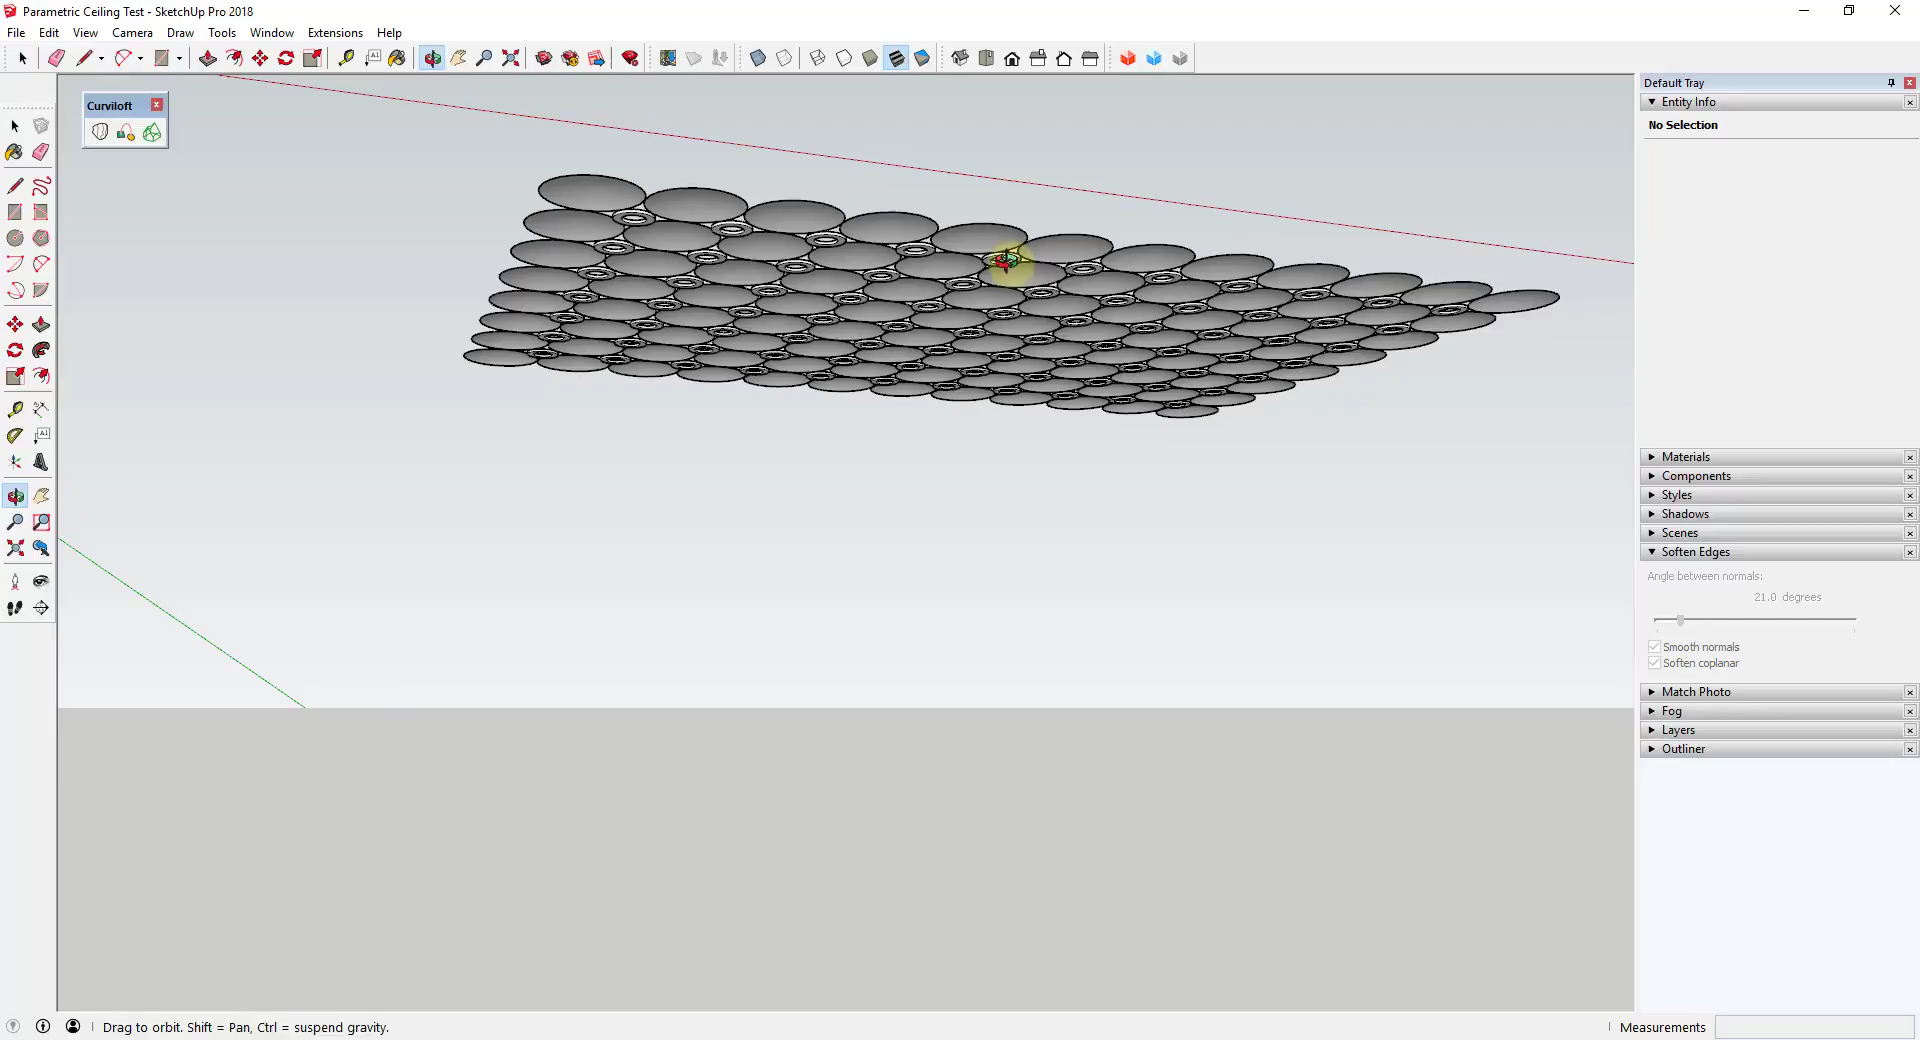 Parametric Ceiling Test - SketchUp Pro 2018
File Edit View Camera Draw Tools Window Extensions Help
Curviloft
Default Tray
Entity Info
No Selection
Materials
Components
Styles
Shadows
Scenes
Soften Edges
Angle between normals:
21.0 degrees
Smooth normals
Soften coplanar
Match Photo
Fog
Layers
Outliner
Drag to orbit. Shift = Pan, Ctrl = suspend gravity.
Measurements